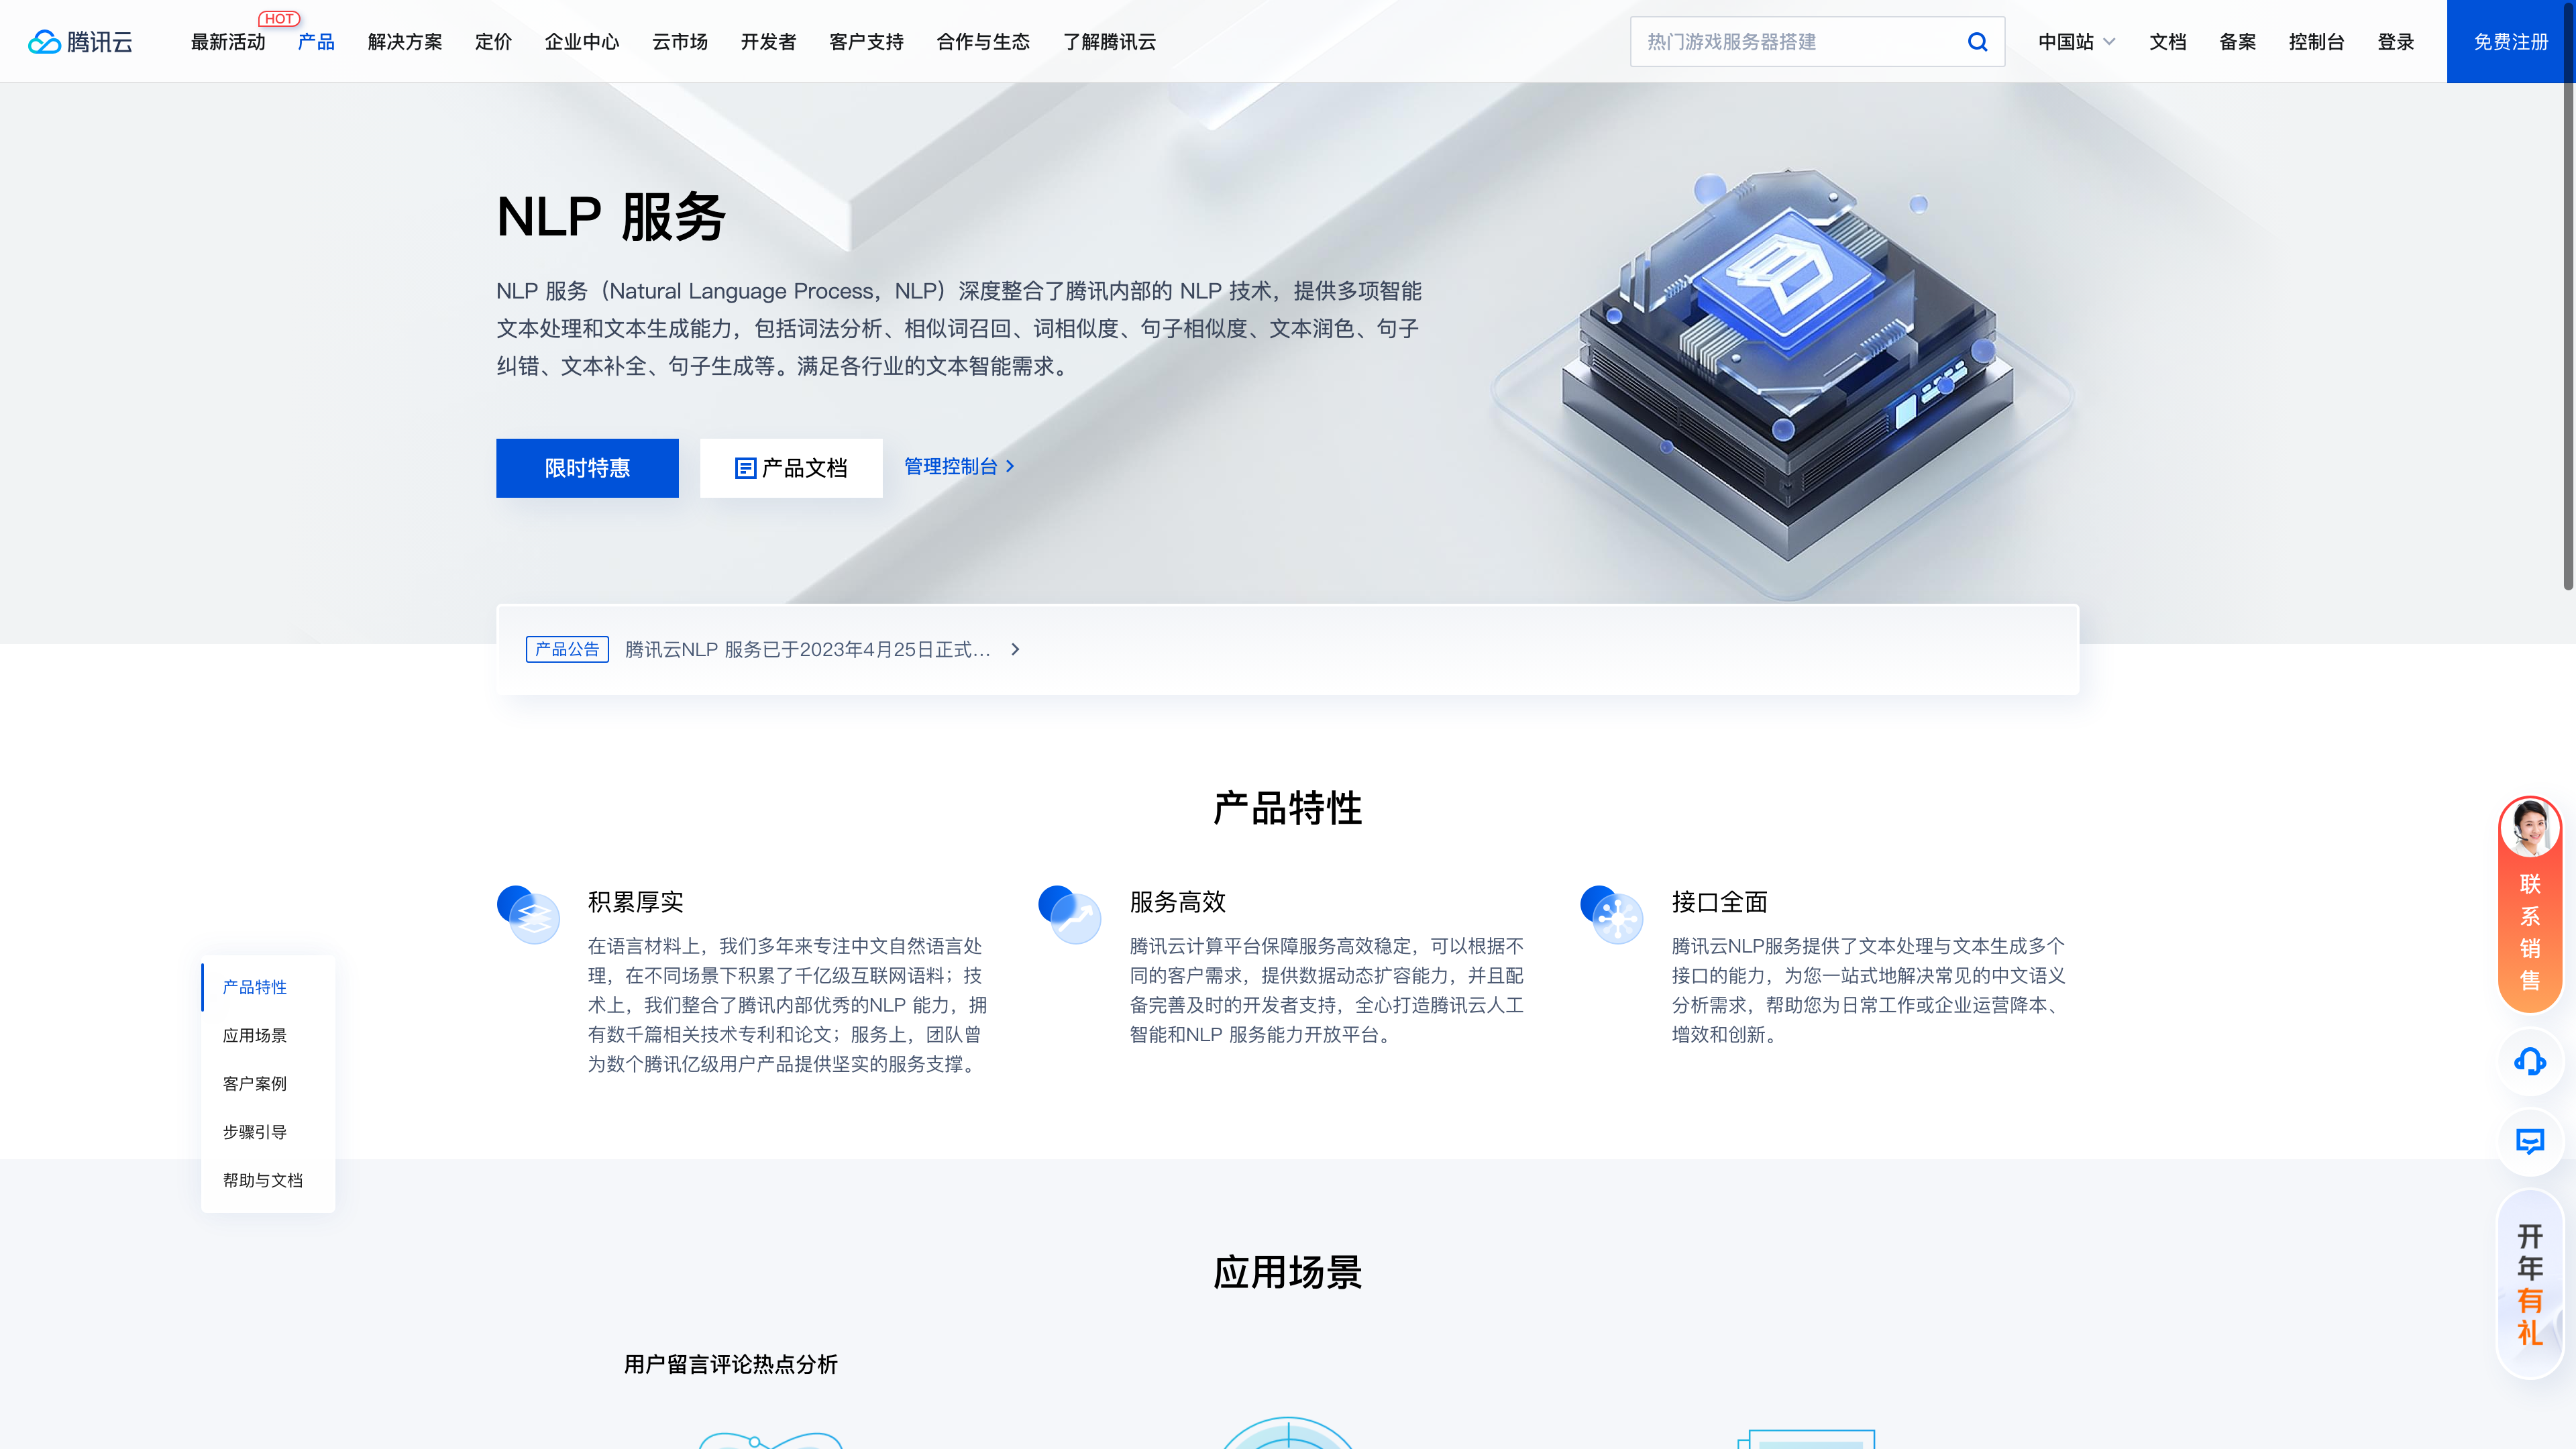 腾讯云
最新活动
HOT
产品
解决方案
定价
企业中心
云市场
开发者
客户支持
合作与生态
了解腾讯云
热门游戏服务器搭建
中国站
文档
备案
控制台
登录
免费注册
NLP 服务
NLP 服务（Natural Language Process，NLP）深度整合了腾讯内部的 NLP 技术，提供多项智能
文本处理和文本生成能力，包括词法分析、相似词召回、词相似度、句子相似度、文本润色、句子
纠错、文本补全、句子生成等。满足各行业的文本智能需求。
限时特惠
产品文档
管理控制台
产品公告
腾讯云NLP 服务已于2023年4月25日正式...
产品特性
积累厚实
在语言材料上，我们多年来专注中文自然语言处
理，在不同场景下积累了千亿级互联网语料；技
术上，我们整合了腾讯内部优秀的NLP 能力，拥
有数千篇相关技术专利和论文；服务上，团队曾
为数个腾讯亿级用户产品提供坚实的服务支撑。
服务高效
腾讯云计算平台保障服务高效稳定，可以根据不
同的客户需求，提供数据动态扩容能力，并且配
备完善及时的开发者支持，全心打造腾讯云人工
智能和NLP 服务能力开放平台。
接口全面
腾讯云NLP服务提供了文本处理与文本生成多个
接口的能力，为您一站式地解决常见的中文语义
分析需求，帮助您为日常工作或企业运营降本、
增效和创新。
产品特性
应用场景
客户案例
步骤引导
帮助与文档
联系销售
开年有礼
应用场景
用户留言评论热点分析